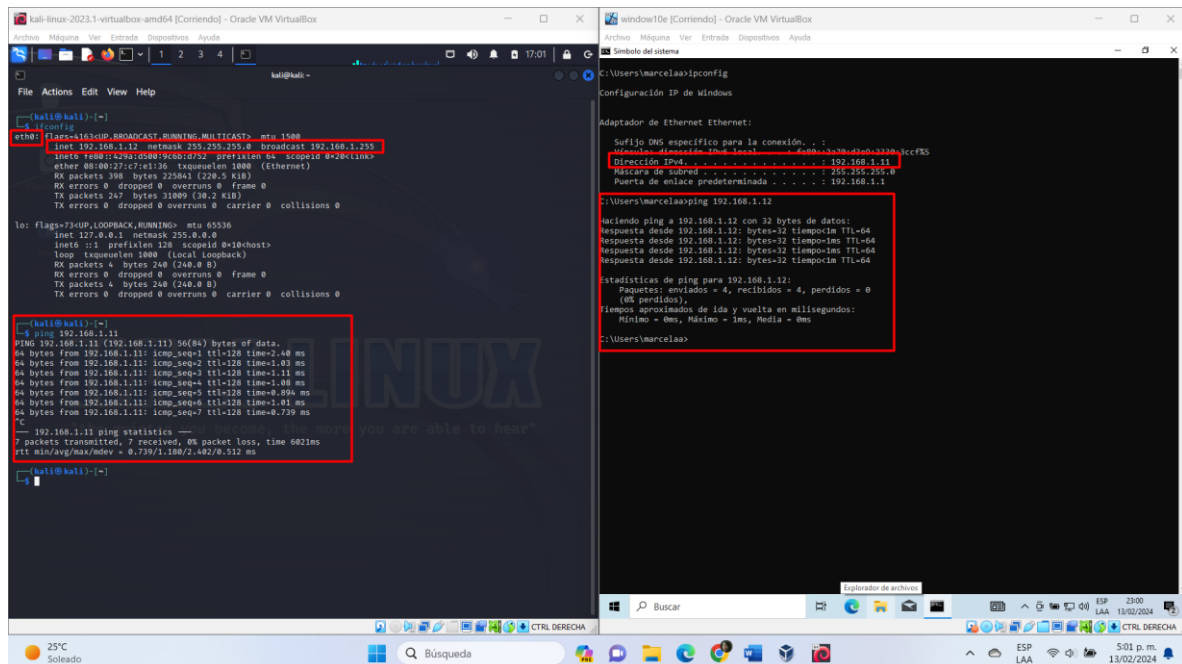 kali-linux-2023.1-virtualbox-amd64 [Corriendo] - Oracle VM VirtualBox
Archivo Máquina Ver Entrada Dispositivos Ayuda
1 2 3 4
17:01
kali@kali: ~
File Actions Edit View Help
(kali㉿kali)-[~]
$ ifconfig
eth0: flags=4163<UP,BROADCAST,RUNNING,MULTICAST> mtu 1500
inet 192.168.1.12 netmask 255.255.255.0 broadcast 192.168.1.255
inet6 fe80::429a:d500:9c6b:d752 prefixlen 64 scopeid 0×20<link>
ether 08:00:27:c7:e1:36 txqueuelen 1000 (Ethernet)
RX packets 398 bytes 225841 (220.5 KiB)
RX errors 0 dropped 0 overruns 0 frame 0
TX packets 247 bytes 31009 (30.2 KiB)
TX errors 0 dropped 0 overruns 0 carrier 0 collisions 0
lo: flags=73<UP,LOOPBACK,RUNNING> mtu 65536
inet 127.0.0.1 netmask 255.0.0.0
inet6 ::1 prefixlen 128 scopeid 0×10<host>
loop txqueuelen 1000 (Local Loopback)
RX packets 4 bytes 240 (240.0 B)
RX errors 0 dropped 0 overruns 0 frame 0
TX packets 4 bytes 240 (240.0 B)
TX errors 0 dropped 0 overruns 0 carrier 0 collisions 0
(kali㉿kali)-[~]
$ ping 192.168.1.11
PING 192.168.1.11 (192.168.1.11) 56(84) bytes of data.
64 bytes from 192.168.1.11: icmp_seq=1 ttl=128 time=2.40 ms
64 bytes from 192.168.1.11: icmp_seq=2 ttl=128 time=1.03 ms
64 bytes from 192.168.1.11: icmp_seq=3 ttl=128 time=1.11 ms
64 bytes from 192.168.1.11: icmp_seq=4 ttl=128 time=1.08 ms
64 bytes from 192.168.1.11: icmp_seq=5 ttl=128 time=0.894 ms
64 bytes from 192.168.1.11: icmp_seq=6 ttl=128 time=1.01 ms
64 bytes from 192.168.1.11: icmp_seq=7 ttl=128 time=0.739 ms
^C
— 192.168.1.11 ping statistics —
7 packets transmitted, 7 received, 0% packet loss, time 6021ms
rtt min/avg/max/mdev = 0.739/1.180/2.402/0.512 ms
(kali㉿kali)-[~]
$
LINUX
become, the more you are able to hear"
CTRL DERECHA
window10e [Corriendo] - Oracle VM VirtualBox
Archivo Máquina Ver Entrada Dispositivos Ayuda
Símbolo del sistema
C:\Users\marcelaa>ipconfig
Configuración IP de Windows
Adaptador de Ethernet Ethernet:
Sufijo DNS específico para la conexión. . :
Vínculo: dirección IPv6 local. . . :
Dirección IPv4. . . . . . . . . . . . . . : 192.168.1.11
Máscara de subred . . . . . . . . . . . . : 255.255.255.0
Puerta de enlace predeterminada . . . . . : 192.168.1.1
C:\Users\marcelaa>ping 192.168.1.12
Haciendo ping a 192.168.1.12 con 32 bytes de datos:
Respuesta desde 192.168.1.12: bytes=32 tiempo<1m TTL=64
Respuesta desde 192.168.1.12: bytes=32 tiempo=1ms TTL=64
Respuesta desde 192.168.1.12: bytes=32 tiempo=1ms TTL=64
Respuesta desde 192.168.1.12: bytes=32 tiempo<1m TTL=64
Estadísticas de ping para 192.168.1.12:
Paquetes: enviados = 4, recibidos = 4, perdidos = 0
(0% perdidos),
Tiempos aproximados de ida y vuelta en milisegundos:
Mínimo = 0ms, Máximo = 1ms, Media = 0ms
C:\Users\marcelaa>
Explorador de archivos
Buscar
ESP
LAA
23:00
13/02/2024
CTRL DERECHA
25°C
Soleado
Búsqueda
ESP
LAA
5:01 p. m.
13/02/2024